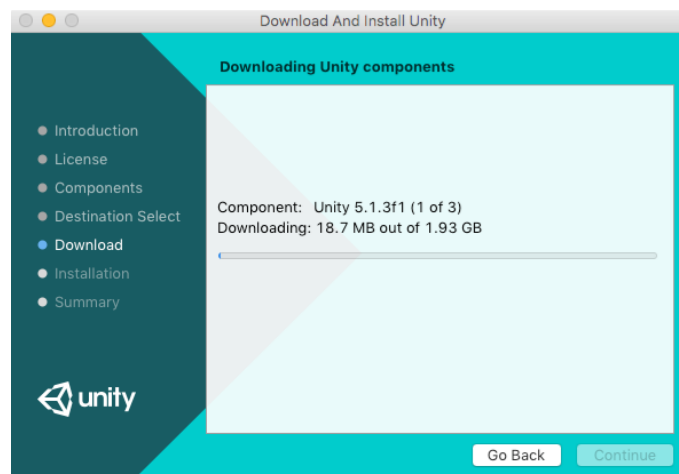 Download And Install Unity
Downloading Unity components
Introduction
License
Components
Destination Select
Download
Installation
Summary
Component: Unity 5.1.3f1 (1 of 3)
Downloading: 18.7 MB out of 1.93 GB
unity
Go Back
Continue